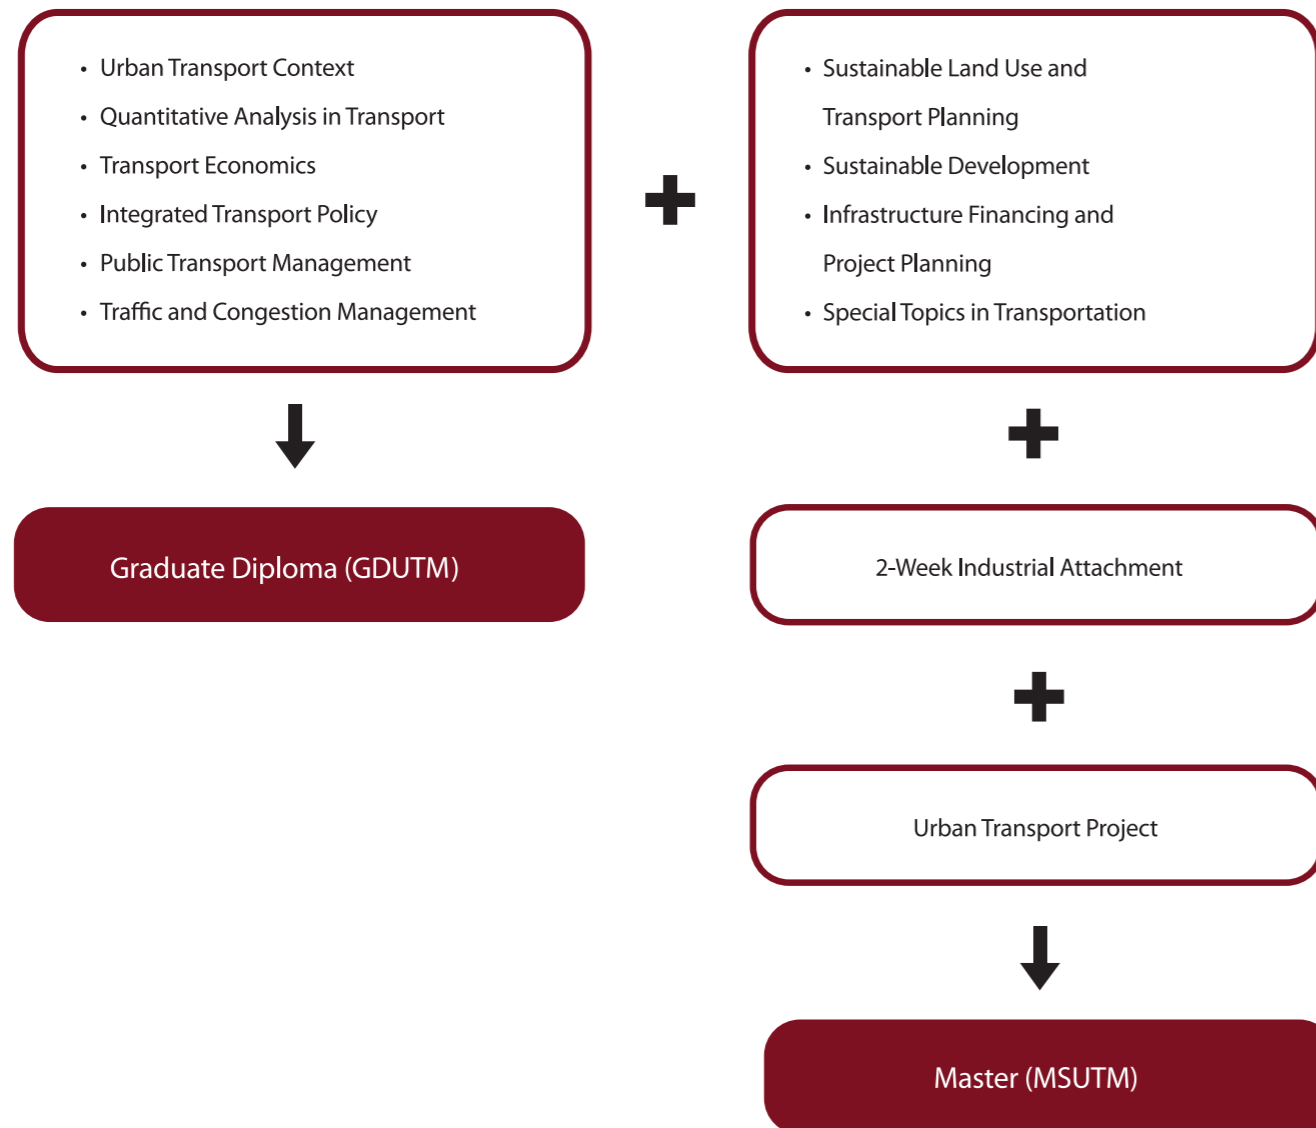 • Urban Transport Context
• Quantitative Analysis in Transport
• Transport Economics
• Integrated Transport Policy
• Public Transport Management
• Traffic and Congestion Management
• Sustainable Land Use and
Transport Planning
• Sustainable Development
• Infrastructure Financing and
Project Planning
• Special Topics in Transportation
Graduate Diploma (GDUTM)
2-Week Industrial Attachment
Urban Transport Project
Master (MSUTM)